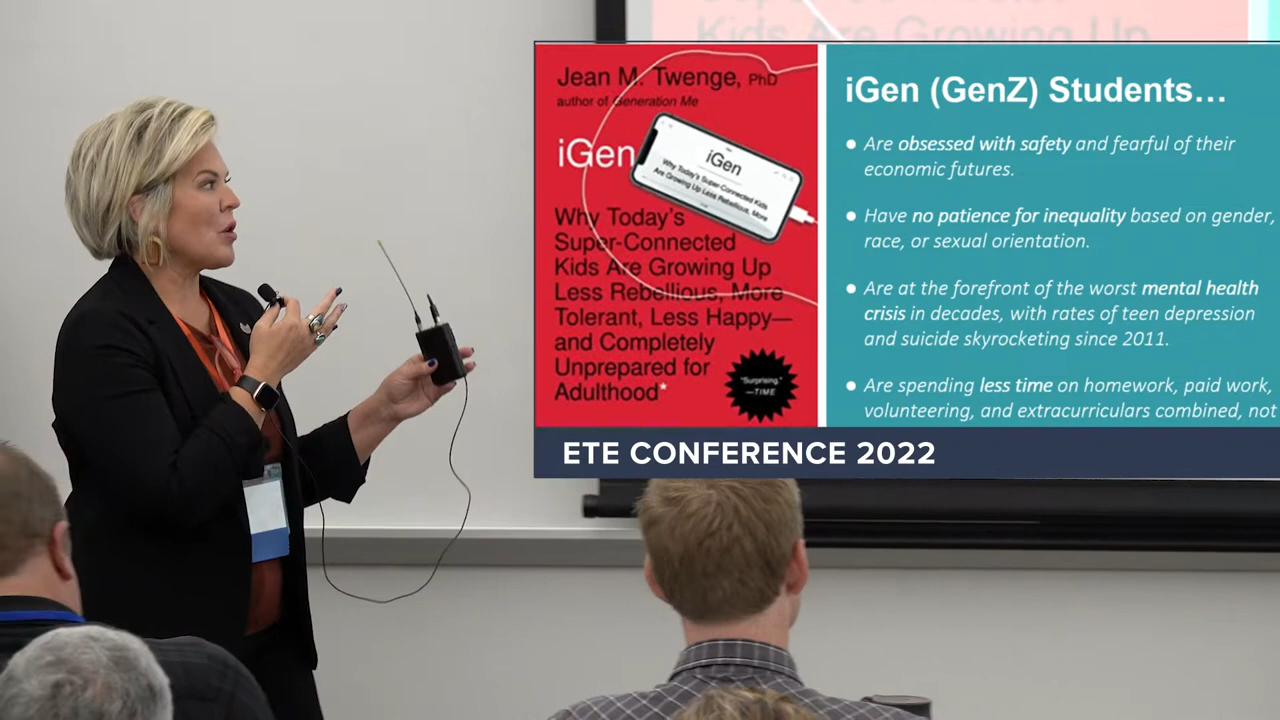 Kids Are Growing Up
Jean M. Twenge, PhD
author of Generation Me
iGen
iGen
Why Today's Super-Connected Kids
Are Growing Up Less Rebellious, More
Why Today's
Super-Connected
Kids Are Growing Up
Less Rebellious, More
Tolerant, Less Happy—
and Completely
Unprepared for
Adulthood*
"Surprising."
—TIME
iGen (GenZ) Students...
● Are obsessed with safety and fearful of their
economic futures.
● Have no patience for inequality based on gender,
race, or sexual orientation.
● Are at the forefront of the worst mental health
crisis in decades, with rates of teen depression
and suicide skyrocketing since 2011.
● Are spending less time on homework, paid work,
volunteering, and extracurriculars combined, not
ETE CONFERENCE 2022